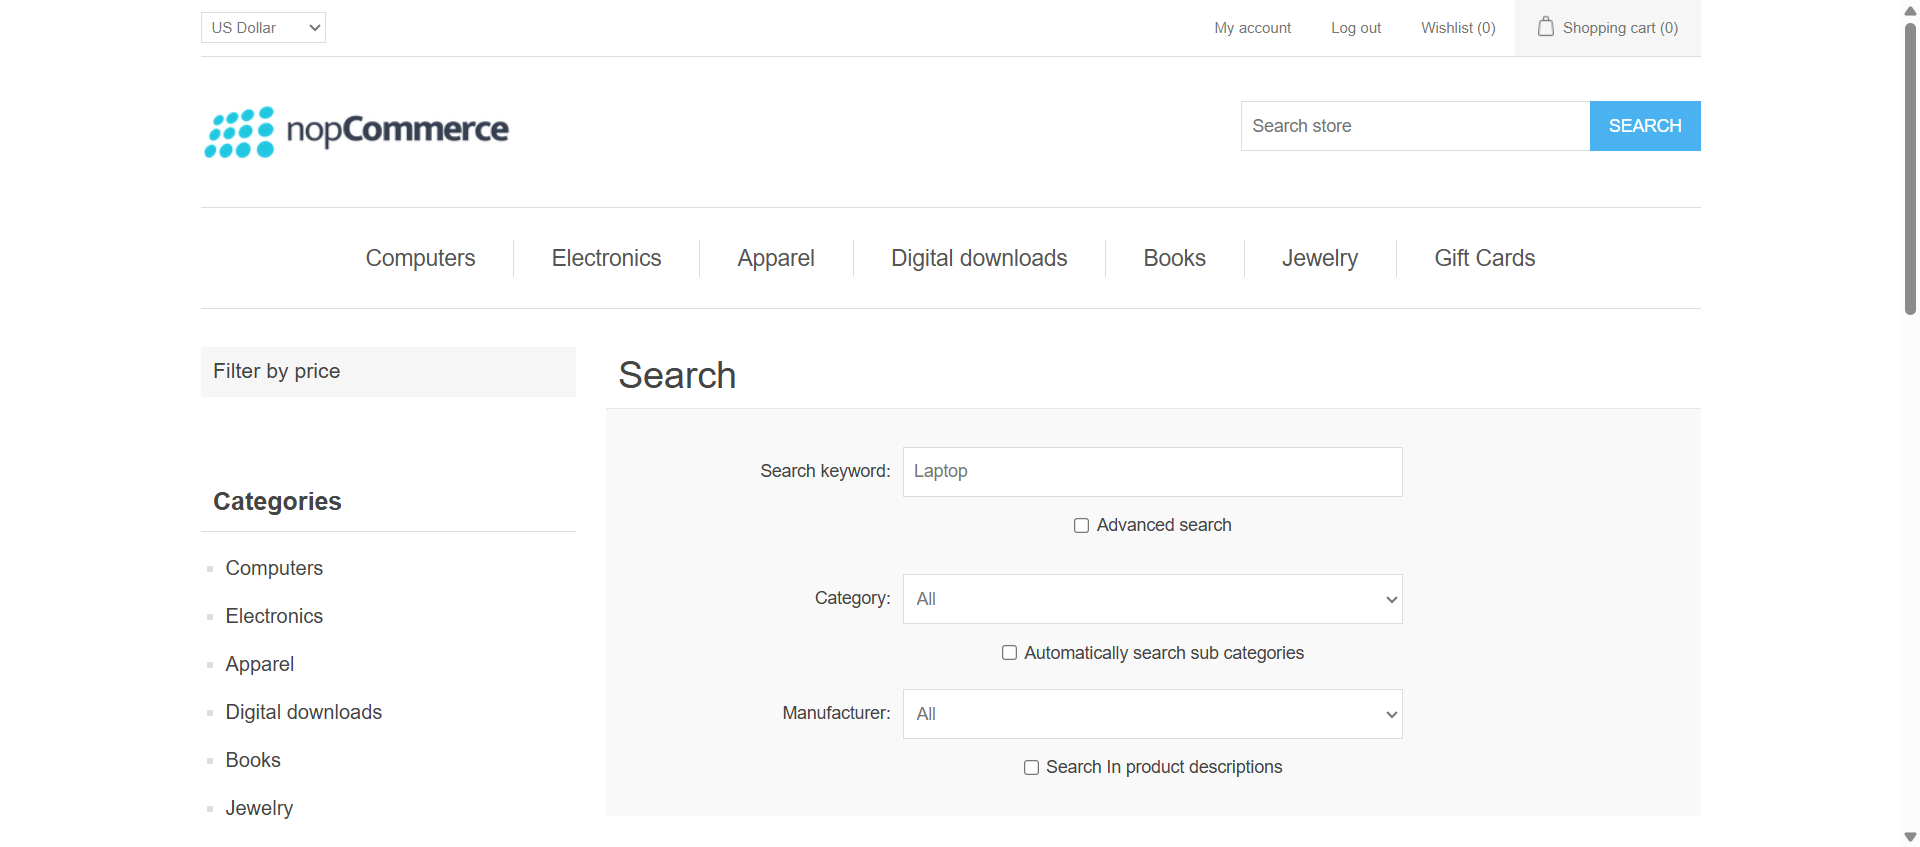 US Dollar
My account
Log out
Wishlist (0)
Shopping cart (0)
nopCommerce
Search store
SEARCH
Computers
Electronics
Apparel
Digital downloads
Books
Jewelry
Gift Cards
Filter by price
Categories
Computers
Electronics
Apparel
Digital downloads
Books
Jewelry
Search
Search keyword:
Laptop
Advanced search
Category:
All
Automatically search sub categories
Manufacturer:
All
Search In product descriptions